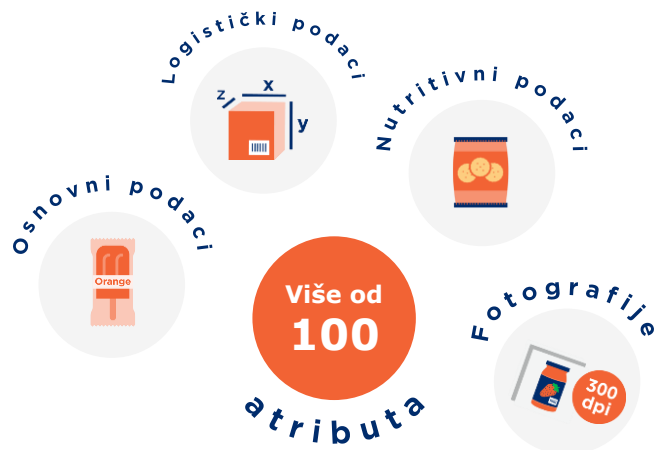 Logistički podaci
z
x
y
Nutritivni podaci
Osnovni podaci
Orange
Više od
100
atributa
Fotografije
300
dpi